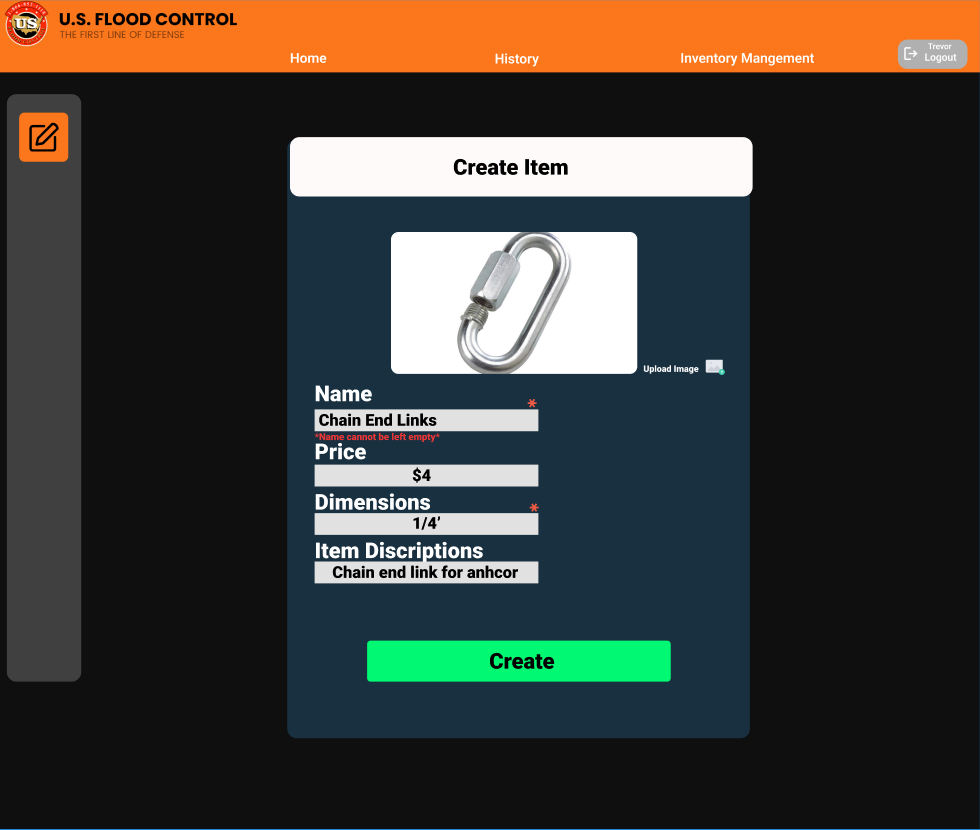 U.S. FLOOD CONTROL
THE FIRST LINE OF DEFENSE
US
Home
History
Inventory Mangement
Trevor
Logout
Create Item
Upload Image
Name
*
Chain End Links
*Name cannot be left empty*
Price
$4
Dimensions
*
1/4’
Item Discriptions
Chain end link for anhcor
Create